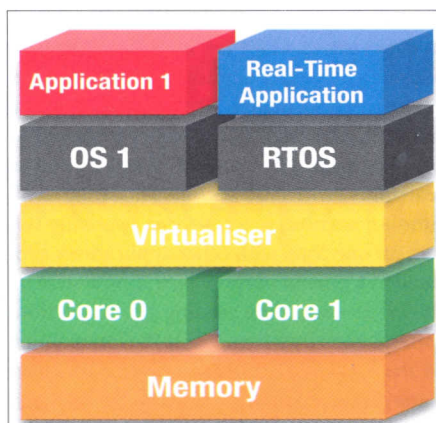 Application 1
Real-Time
Application
OS 1
RTOS
Virtualiser
Core 0
Core 1
Memory